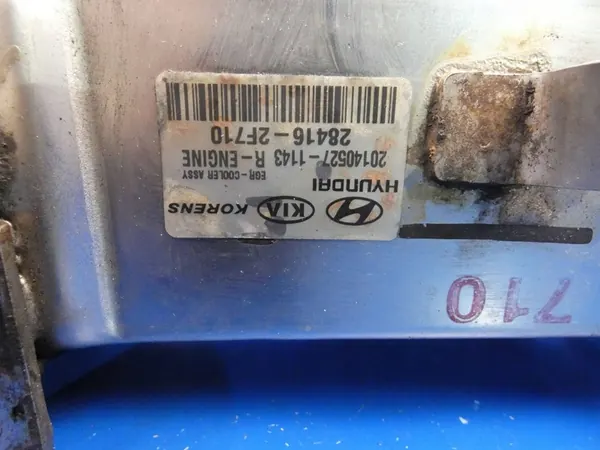 KIA KORENS
HYUNDAI EGR-COOLER ASSY
20140527-1143 R-ENGINE
28416-2F710
710